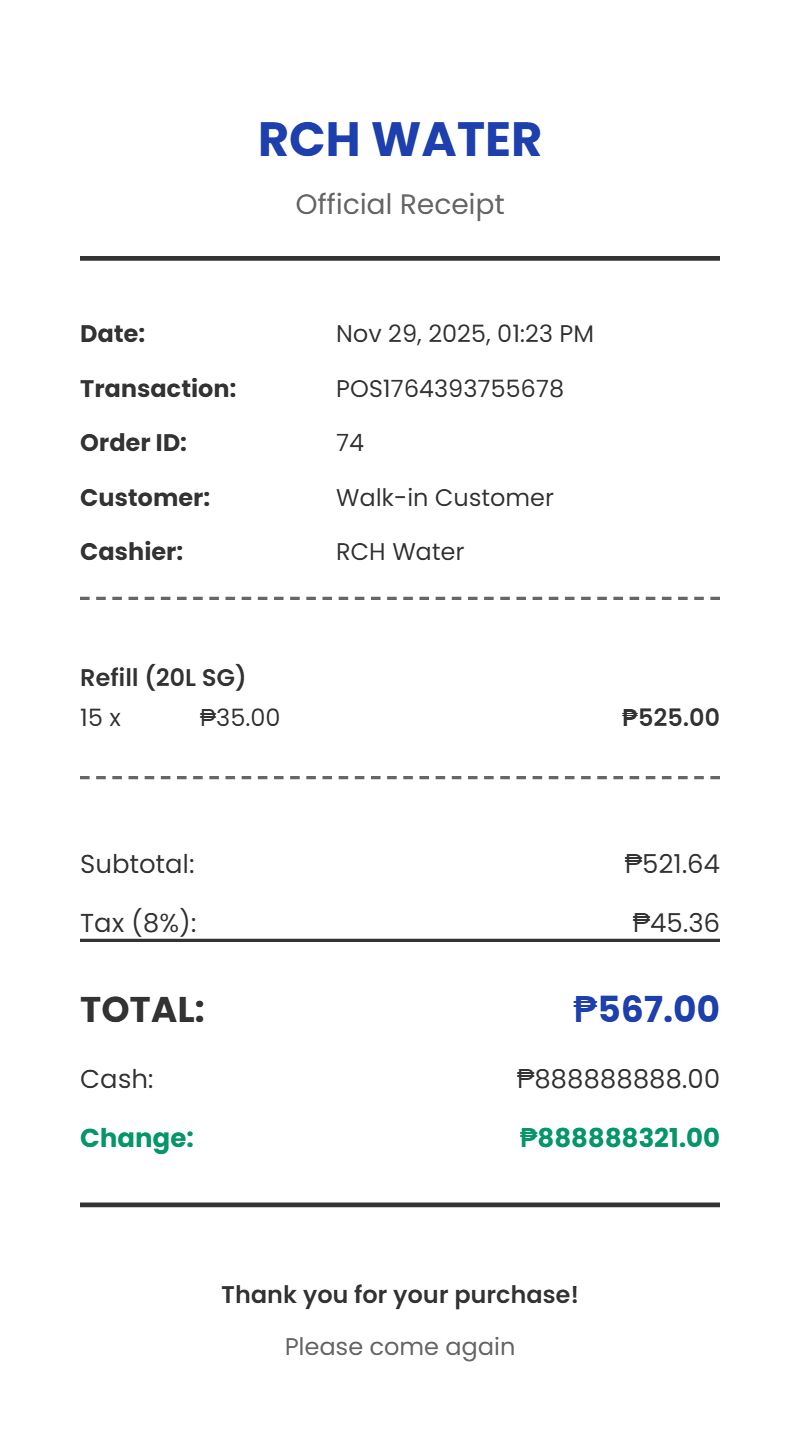 RCH WATER
Official Receipt
Date: Nov 29, 2025, 01:23 PM
Transaction: POS1764393755678
Order ID: 74
Customer: Walk-in Customer
Cashier: RCH Water
Refill (20L SG)
15 x ₱35.00 ₱525.00
Subtotal: ₱521.64
Tax (8%): ₱45.36
TOTAL: ₱567.00
Cash: ₱888888888.00
Change: ₱888888321.00
Thank you for your purchase!
Please come again